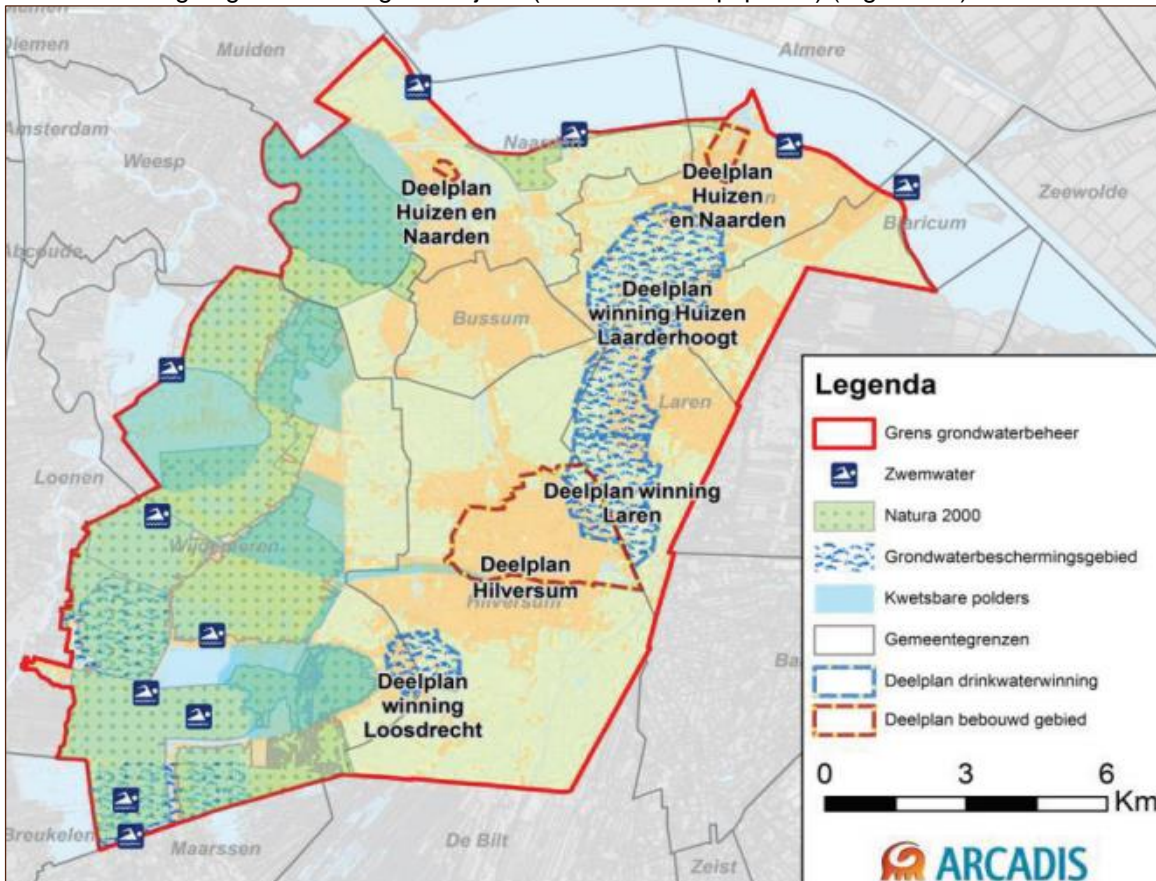 Diemen
Muiden
Almere
Amsterdam
Weesp
Naarden
Deelplan
Huizen en
Naarden
Deelplan
Huizen
en Naarden
Zeewolde
Blaricum
Abcoude
Deelplan
winning Huizen
Laarderhoogt
Bussum
Laren
Loenen
Deelplan winning
Laren
Wijdemeren
Deelplan
Hilversum
Hilversum
Deelplan
winning
Loosdrecht
Breukelen
Maarssen
De Bilt
Zeist
Legenda
Grens grondwaterbeheer
Zwemwater
Natura 2000
Grondwaterbeschermingsgebied
Kwetsbare polders
Gemeentegrenzen
Deelplan drinkwaterwinning
Deelplan bebouwd gebied
0 3 6
Km
ARCADIS